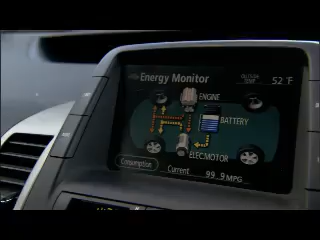 Energy Monitor
OUTSIDE TEMP 52 °F
ENGINE
BATTERY
ELEC.MOTOR
Consumption
Current 99.9 MPG